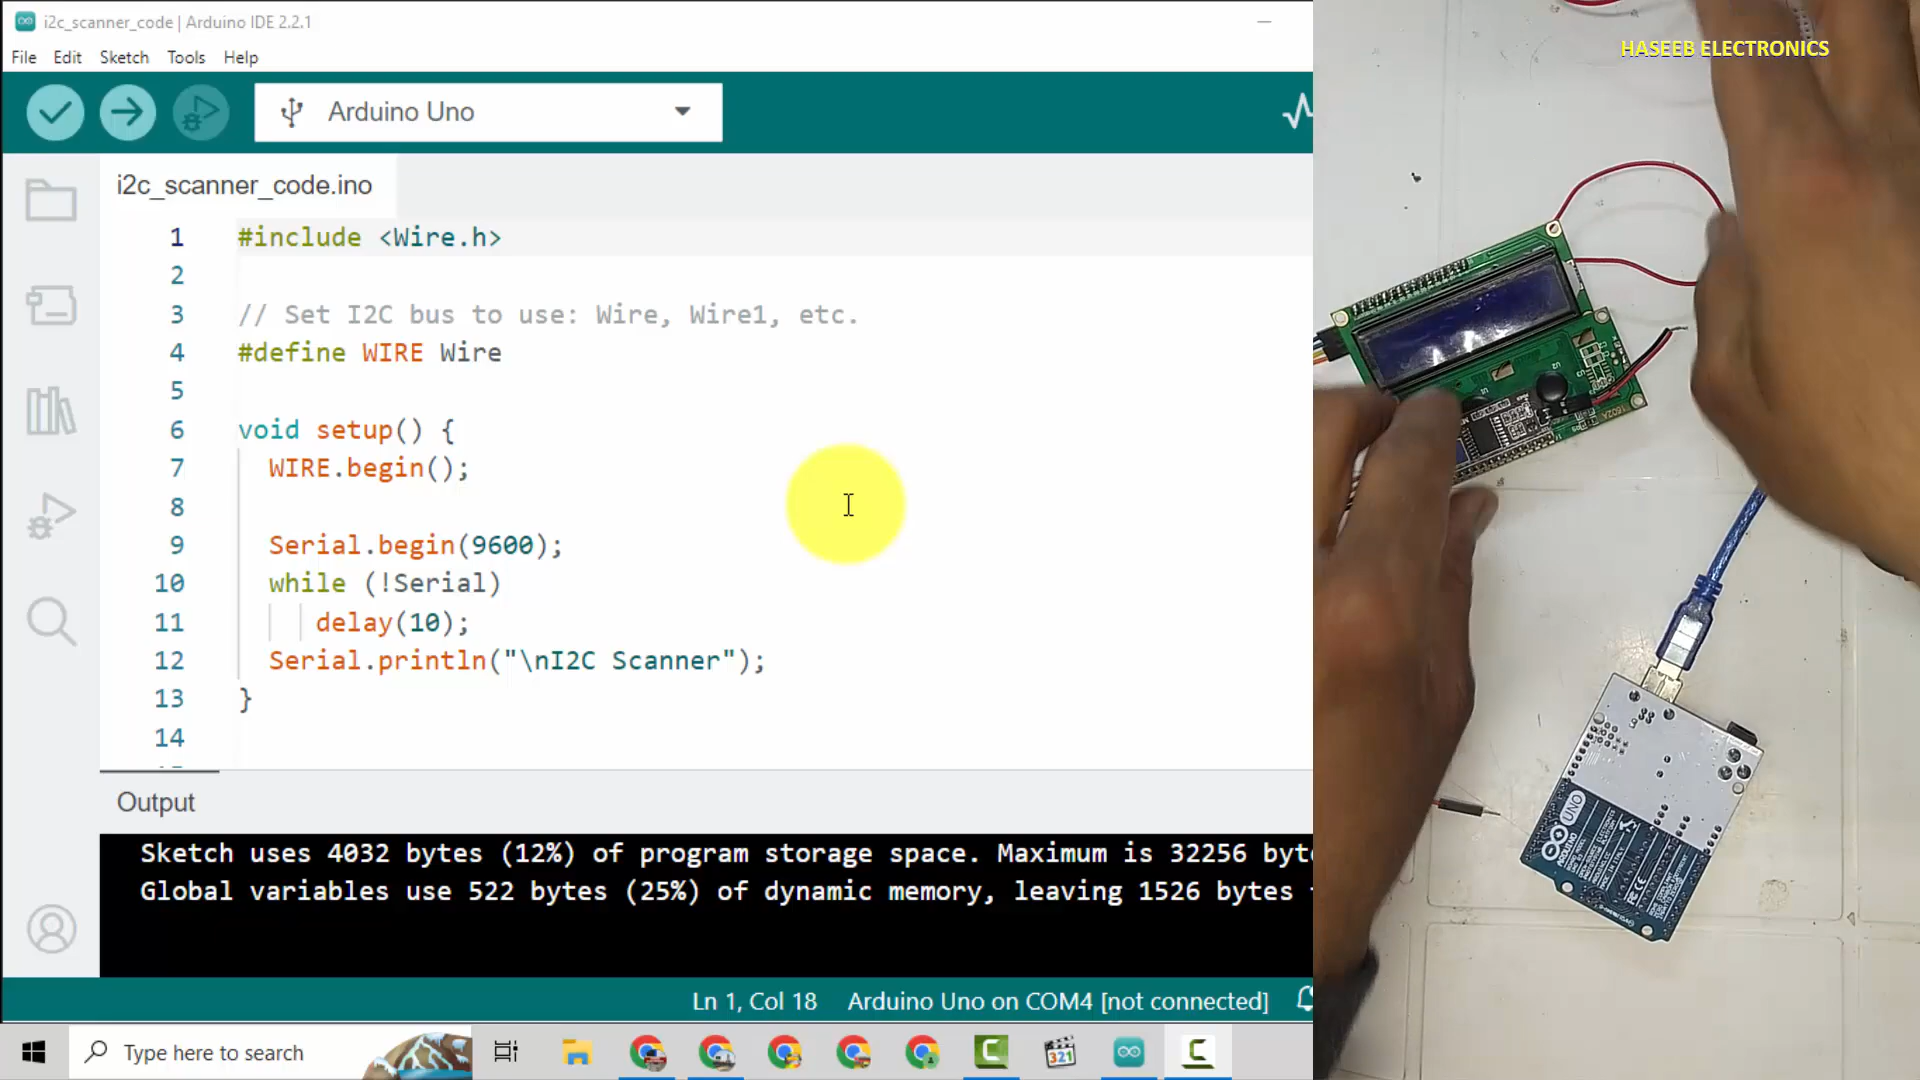 i2c_scanner_code | Arduino IDE 2.2.1
File Edit Sketch Tools Help
Arduino Uno
i2c_scanner_code.ino
1 #include <Wire.h>
2
3 // Set I2C bus to use: Wire, Wire1, etc.
4 #define WIRE Wire
5
6 void setup() {
7 WIRE.begin();
8
9 Serial.begin(9600);
10 while (!Serial)
11 delay(10);
12 Serial.println("\nI2C Scanner");
13 }
14
Output
Sketch uses 4032 bytes (12%) of program storage space. Maximum is 32256 byt
Global variables use 522 bytes (25%) of dynamic memory, leaving 1526 bytes
Ln 1, Col 18 Arduino Uno on COM4 [not connected]
Type here to search
321
HASEEB ELECTRONICS
1602A
UNO
ARDUINO